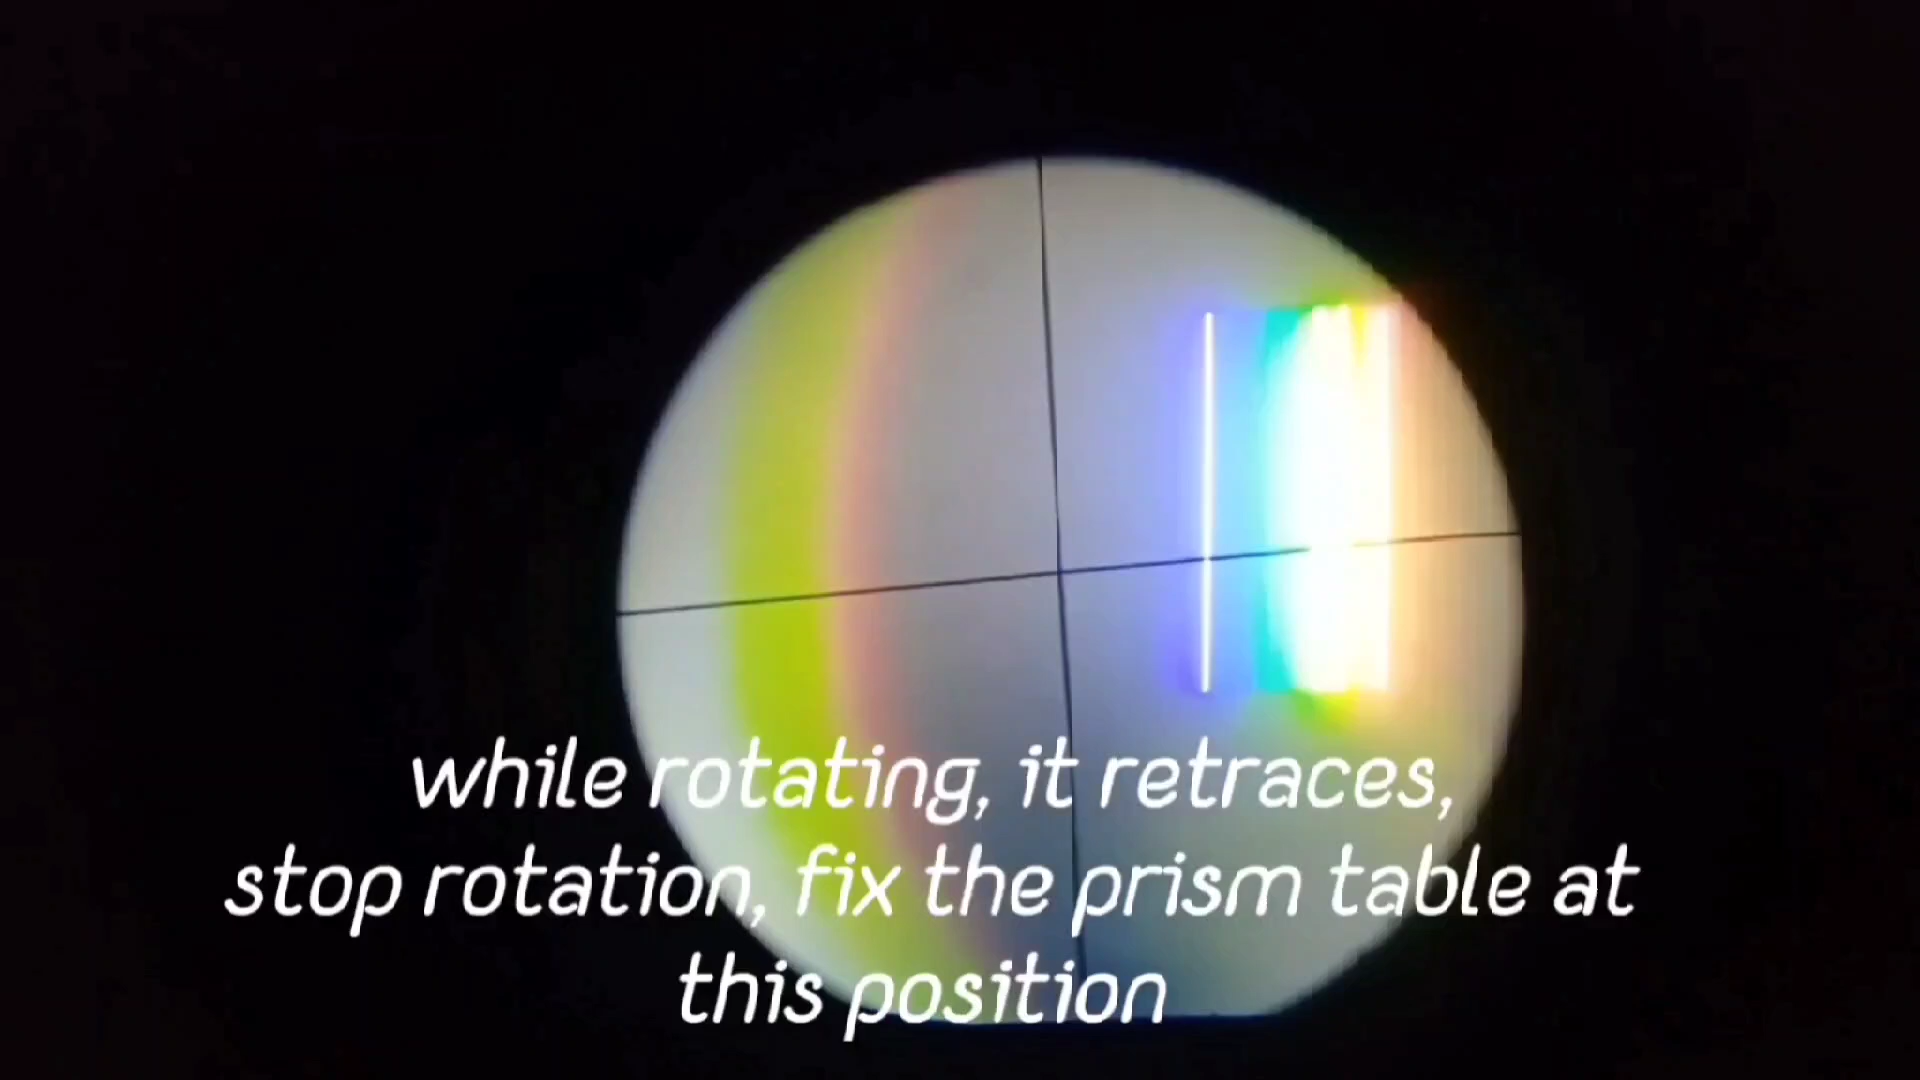 while rotating, it retraces,
stop rotation, fix the prism table at
this position